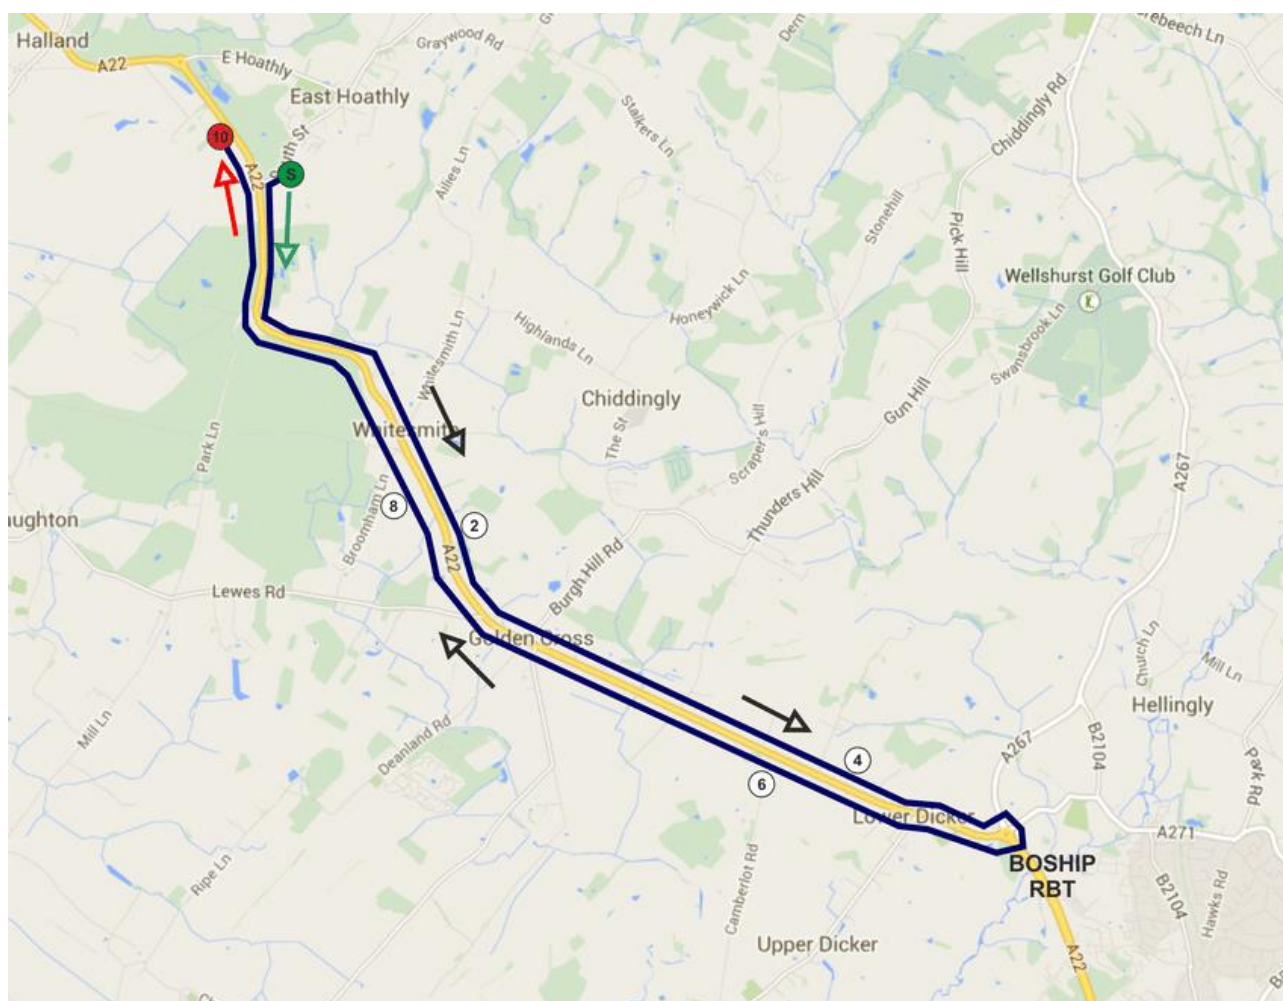 Halland
A22
E Hoathly
Graywood Rd
East Hoathly
Stalkers Ln
Chiddingly Rd
10
S
A22
Ailies Ln
Stonehill
Pick Hill
Wellshurst Golf Club
Honeywick Ln
Highlands Ln
Whitesmith Ln
Swansbrook Ln
Chiddingly
The St
Gun Hill
Scraper's Hill
Park Ln
A267
Thunders Hill
Broomham Ln
8
2
aughton
A22
Burgh Hill Rd
Lewes Rd
Golden Cross
Church Ln
Mill Ln
Hellingly
Mill Ln
Deanland Rd
A267
B2104
Park Rd
4
6
Lower Dicker
A271
BOSHIP
RBT
Ripe Ln
Camberlot Rd
B2104
Hawks Rd
Upper Dicker
A22